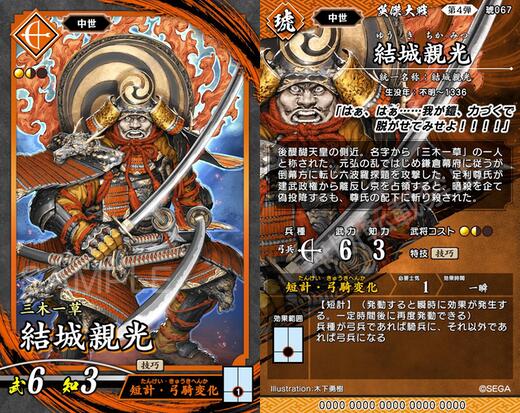 中世
SAMPLE
三木一草
結城親光
技巧
武6 知3
たんけい・きゅうきへんか
短計・弓騎変化
1
琥
中世
英傑大戦
第4弾
琥067
ゆうき ちかみつ
結城親光
統一名称：結城親光
生没年：不明～1336
「はぁ、はぁ……我が鎧、力づくで
脱がせてみせよ！！！！」
後醍醐天皇の側近。名字から「三木一草」の一人
と称された。元弘の乱ではじめ鎌倉幕府に従うが
倒幕方に転じ六波羅探題を攻撃した。足利尊氏が
建武政権から離反し京を占領すると、暗殺を企て
偽投降するも、尊氏の配下に斬り殺された。
兵種 武力 知力 武将コスト
弓兵 6 3
特技 技巧
たんけい・きゅうきへんか
短計・弓騎変化
必要士気
1
効果時間
一瞬
効果範囲
【短計】（発動すると瞬時に効果が発生す
る。一定時間後に再度発動できる）
兵種が弓兵であれば騎兵に、それ以外であ
れば弓兵になる
Illustration:木下勇樹
©SEGA
0000 0000 0000 0000 0000